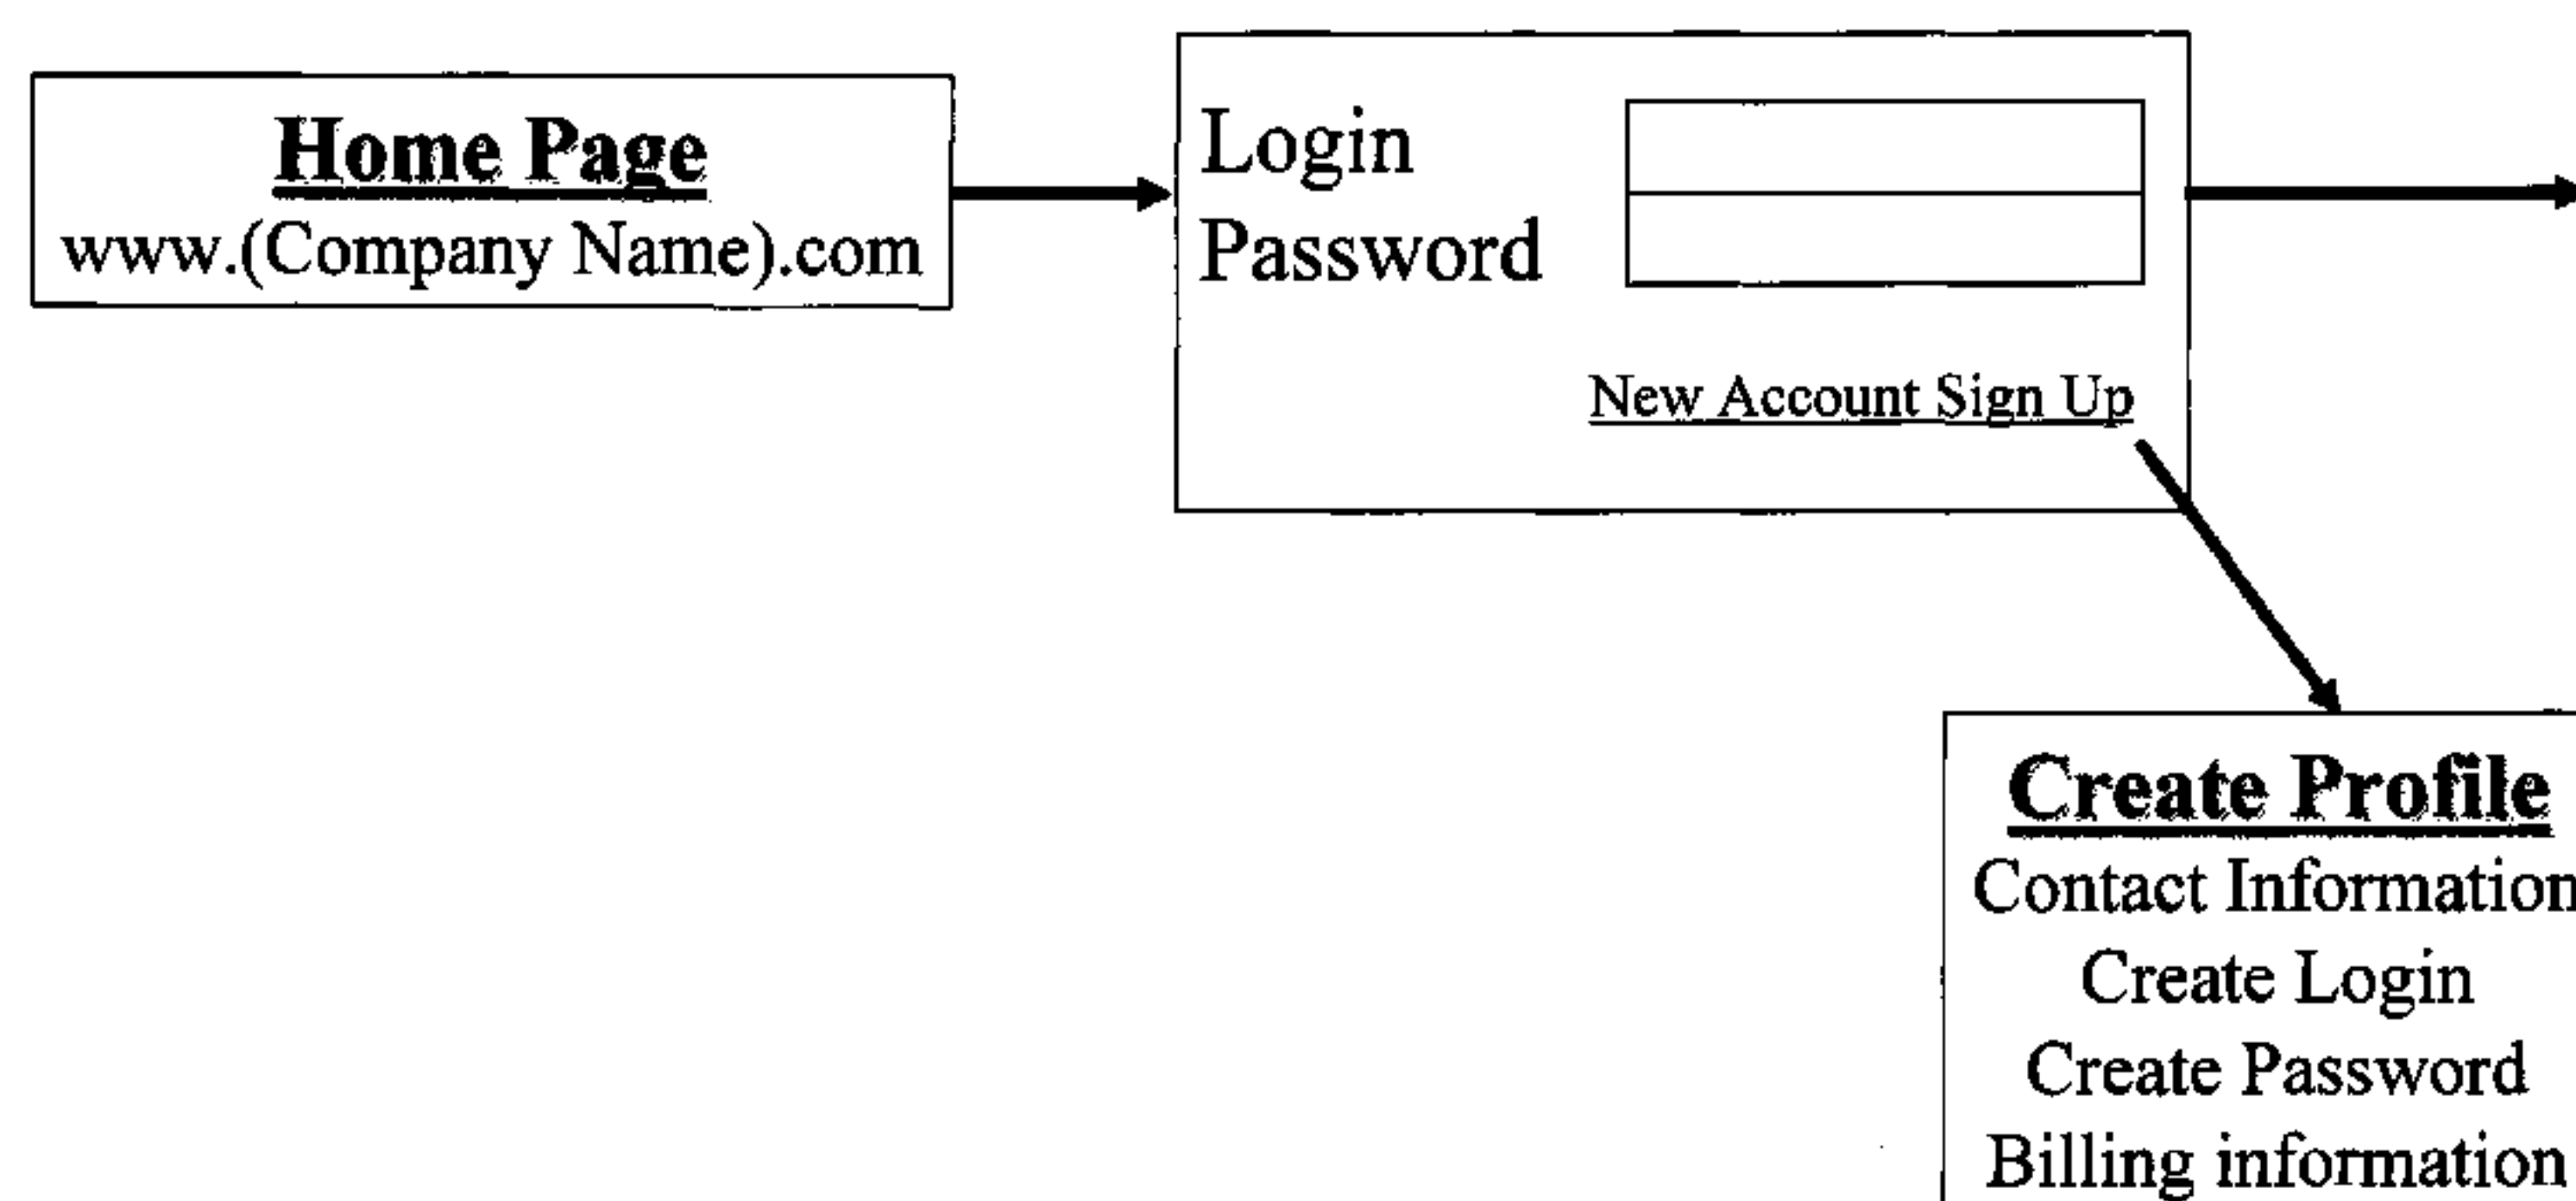 Home Page
www.(Company Name).com
Login
Password
New Account Sign Up
Create Profile
Contact Information
Create Login
Create Password
Billing information